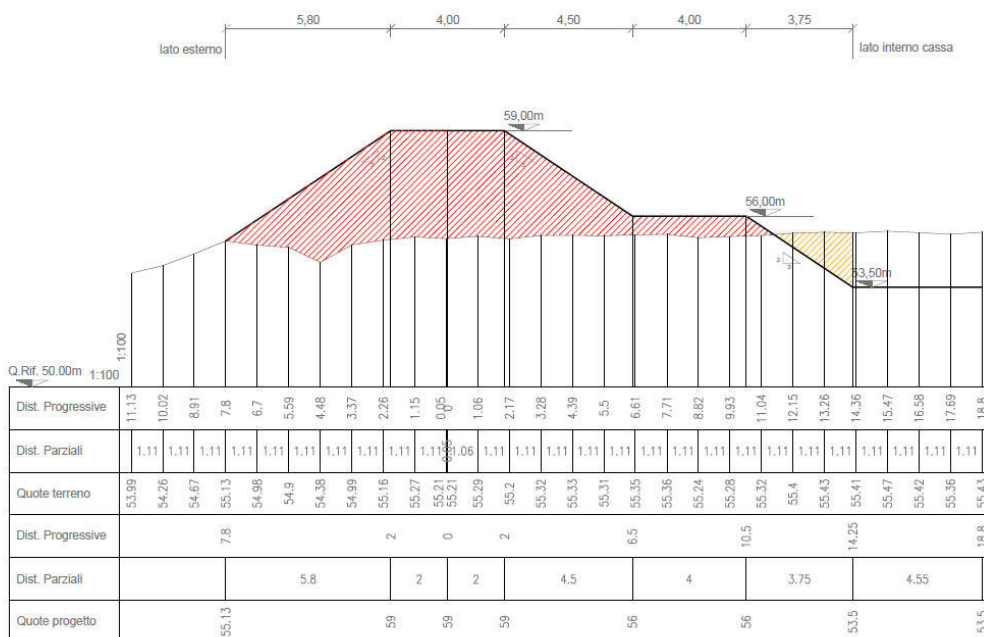 5,80 4,00 4,50 4,00 3,75
lato esterno
lato interno cassa
59,00m
56,00m
53,50m
2 3
1:100
Q.Rif. 50.00m 1:100
Dist. Progressive 11.13 10.02 8.91 7.8 6.7 5.59 4.48 3.37 2.26 1.15 0.05 0 1.06 2.17 3.28 4.39 5.5 6.61 7.71 8.82 9.93 11.04 12.15 13.26 14.36 15.47 16.58 17.69 18.8
Dist. Parziali 1.11 1.11 1.11 1.11 1.11 1.11 1.11 1.11 1.11 1.11 0.05 1.06 1.11 1.11 1.11 1.11 1.11 1.11 1.11 1.11 1.11 1.11 1.11 1.11 1.11 1.11 1.11 1.11
Quote terreno 53.99 54.26 54.67 55.13 54.98 54.9 54.38 54.99 55.16 55.27 55.21 55.21 55.29 55.2 55.32 55.33 55.31 55.35 55.36 55.24 55.28 55.32 55.4 55.43 55.41 55.47 55.42 55.36 55.43
Dist. Progressive 7.8 2 0 2 6.5 10.5 14.25 18.8
Dist. Parziali 5.8 2 2 4.5 4 3.75 4.55
Quote progetto 55.13 59 59 59 56 56 53.5 53.5